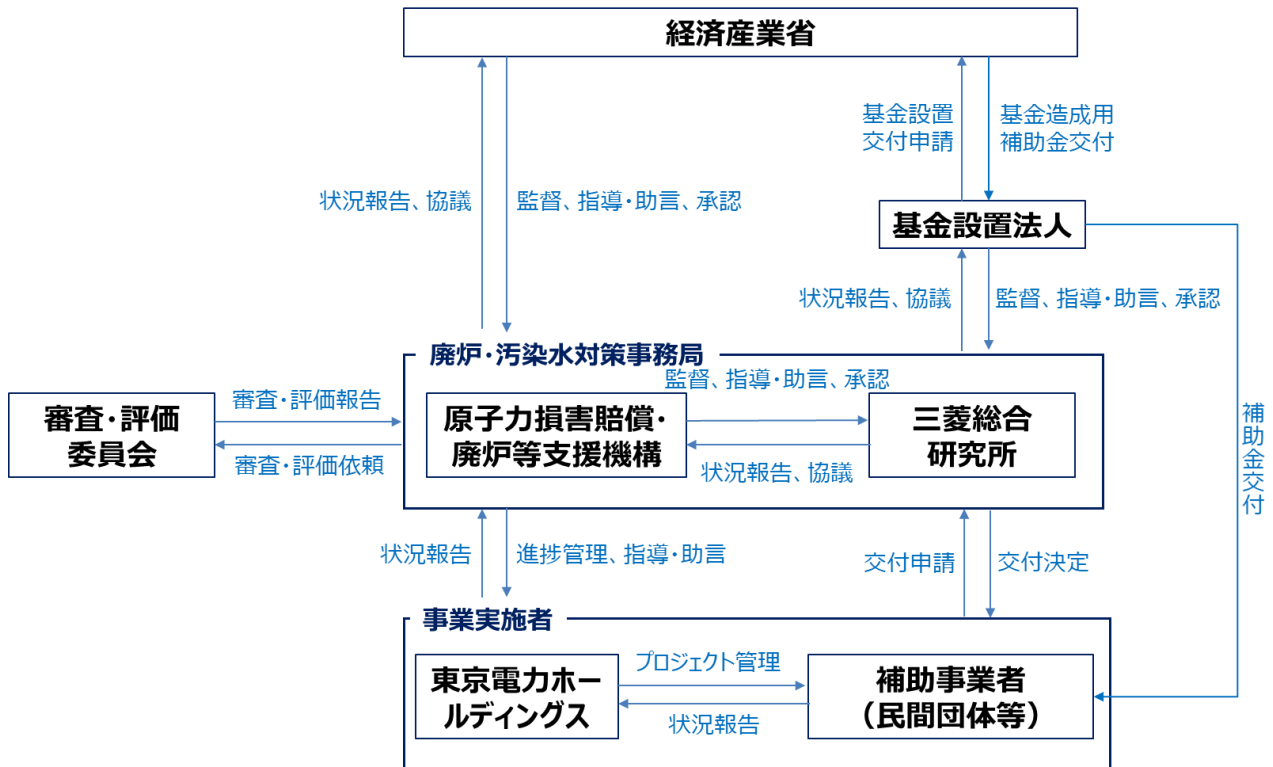 経済産業省
基金設置
交付申請
基金造成用
補助金交付
状況報告、協議
監督、指導・助言、承認
基金設置法人
状況報告、協議
監督、指導・助言、承認
廃炉・汚染水対策事務局
監督、指導・助言、承認
審査・評価
委員会
審査・評価報告
審査・評価依頼
原子力損害賠償・
廃炉等支援機構
三菱総合
研究所
状況報告、協議
補助金交付
状況報告
進捗管理、指導・助言
交付申請
交付決定
事業実施者
東京電力ホー
ルディングス
プロジェクト管理
状況報告
補助事業者
（民間団体等）